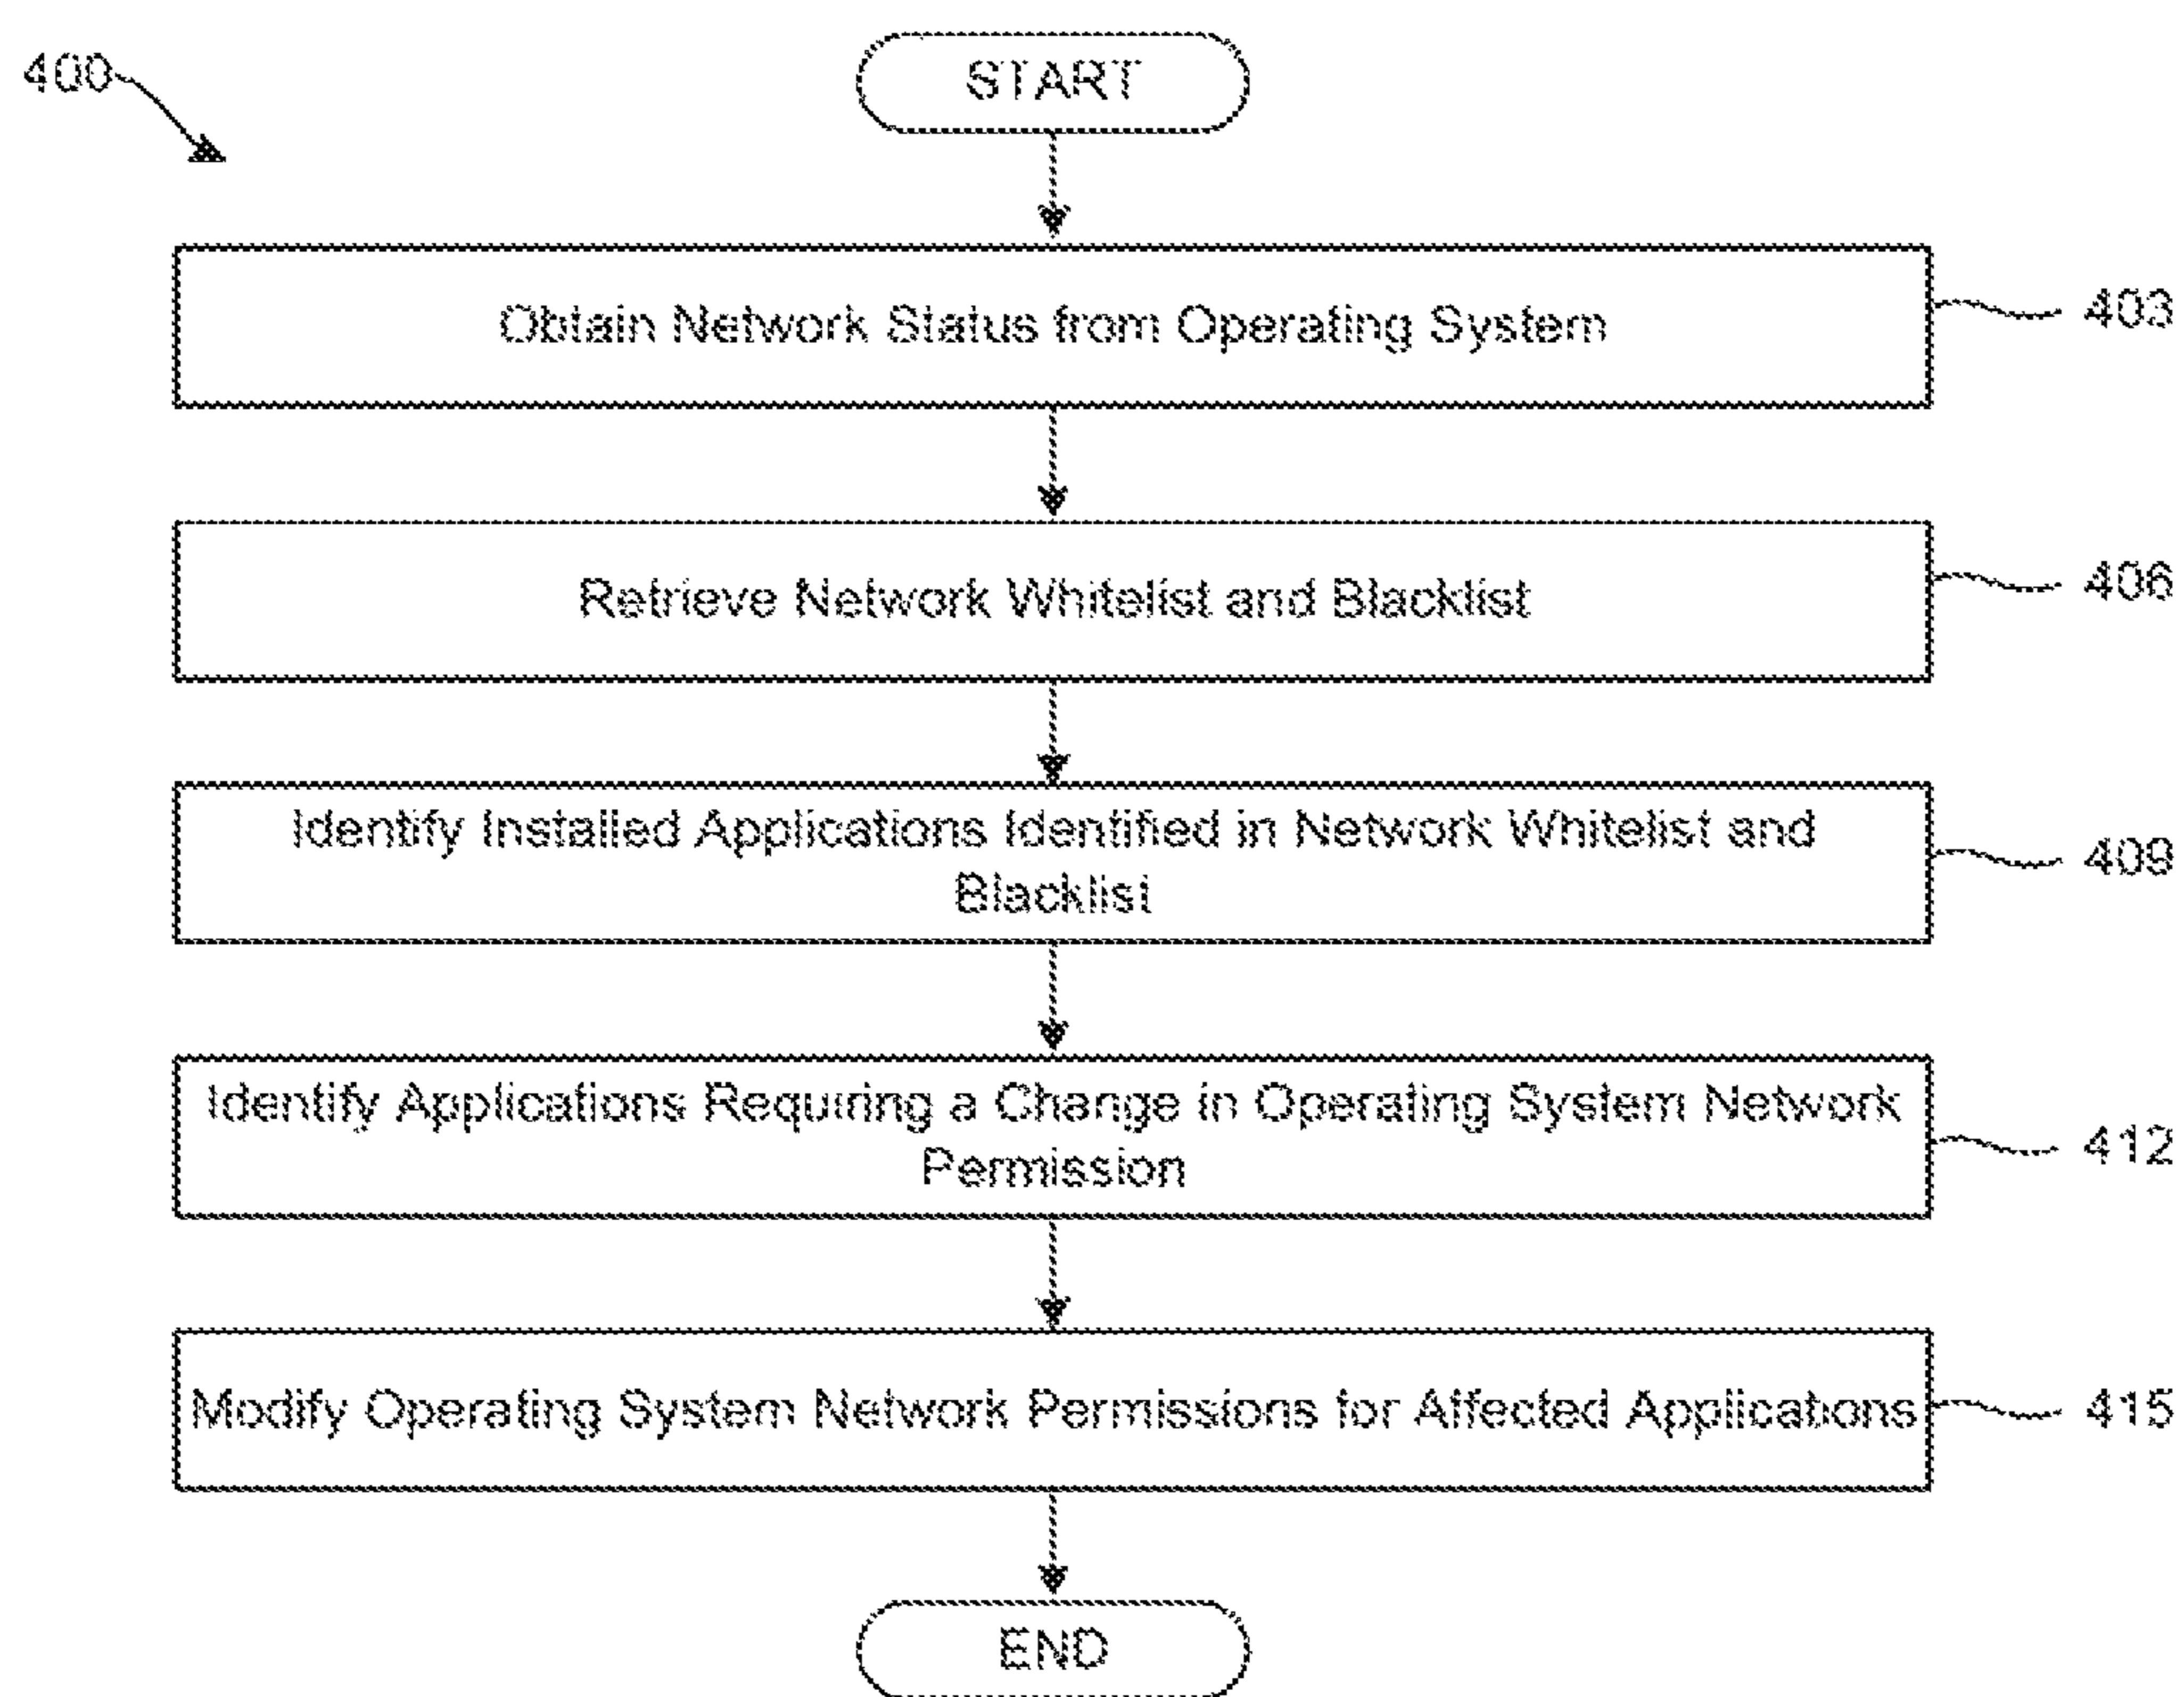 400
START
Obtain Network Status from Operating System
403
Retrieve Network Whitelist and Blacklist
406
Identify Installed Applications Identified in Network Whitelist and
Blacklist
409
Identify Applications Requiring a Change in Operating System Network
Permission
412
Modify Operating System Network Permissions for Affected Applications
415
END